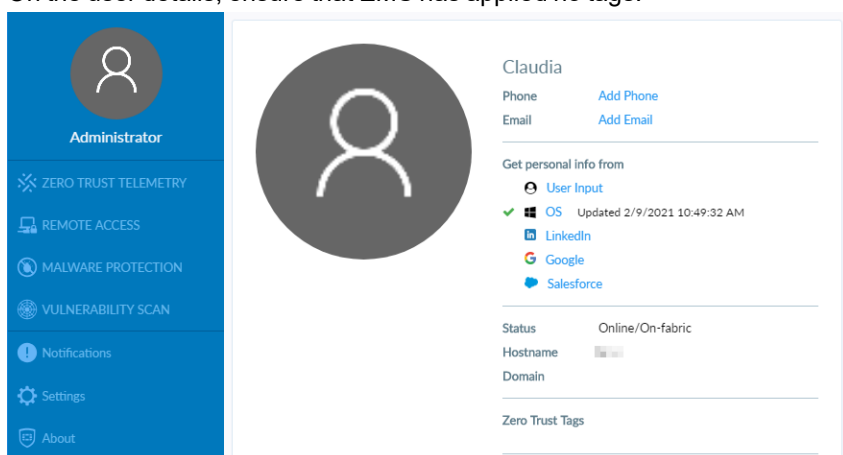 On the user details, ensure that EMS has applied no tags.
Administrator
ZERO TRUST TELEMETRY
REMOTE ACCESS
MALWARE PROTECTION
VULNERABILITY SCAN
Notifications
Settings
About
Claudia
Phone Add Phone
Email Add Email
Get personal info from
User Input
OS Updated 2/9/2021 10:49:32 AM
LinkedIn
Google
Salesforce
Status Online/On-fabric
Hostname
Domain
Zero Trust Tags